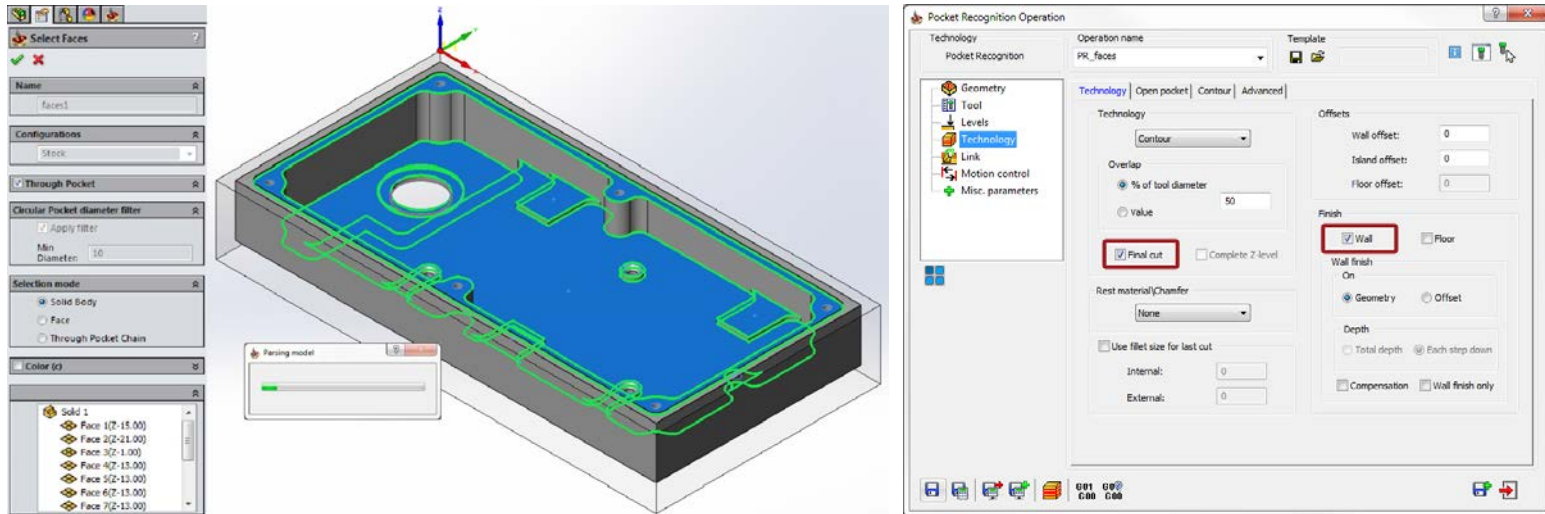 Select Faces
?
Name
faces1
Configurations
Stock
Through Pocket
Circular Pocket diameter filter
Apply filter
Min
Diameter: 10
Selection mode
Solid Body
Face
Through Pocket Chain
Color (c)
Solid 1
Face 1(Z-15.00)
Face 2(Z-21.00)
Face 3(Z-1.00)
Face 4(Z-13.00)
Face 5(Z-13.00)
Face 6(Z-13.00)
Face 7(Z-13.00)
Z
Parsing model
Pocket Recognition Operation
Technology
Pocket Recognition
Operation name
PR_faces
Template
Geometry
Tool
Levels
Technology
Link
Motion control
Misc. parameters
Technology Open pocket Contour Advanced
Technology
Contour
Overlap
% of tool diameter
50
value
Final cut
Complete Z-level
Rest material\Chamfer
None
Use fillet size for last cut
Internal: 0
External: 0
Offsets
Wall offset: 0
Island offset: 0
Floor offset: 0
Finish
Wall
Floor
Wall finish
On
Geometry
Offset
Depth
Total depth
Each step down
Compensation
Wall finish only
G01
G00